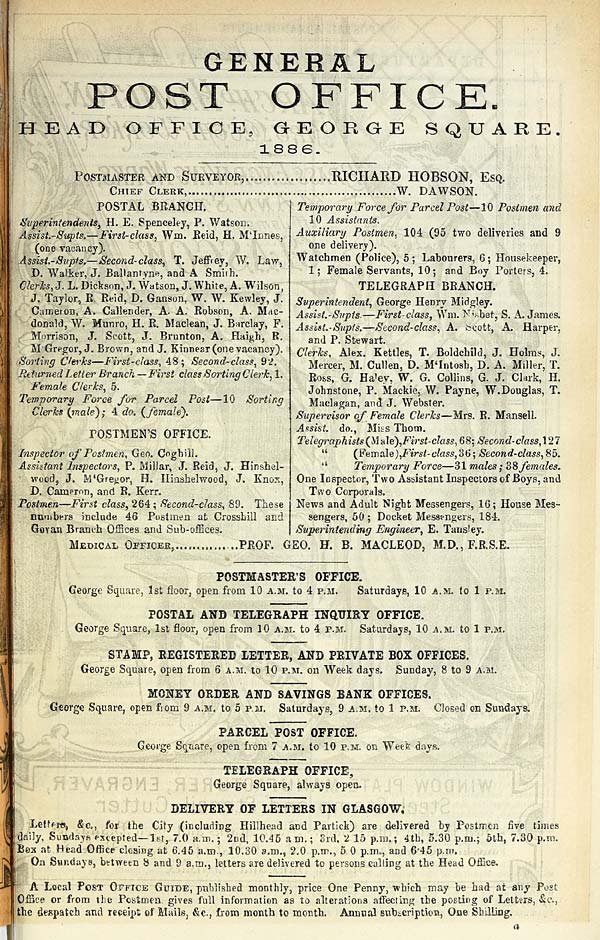 GENERAL
POST OFFICE.
HEAD OFFICE, GEORGE SQUARE.
1886.
POSTMASTER AND SURVEYOR,..................RICHARD HOBSON, ESQ.
CHIEF CLERK,..................................................W. DAWSON.
POSTAL BRANCH.
Superintendents, H. E. Spenceley, P. Watson.
Assist.-Supts.—First-class, Wm. Reid, H. M'Innes,
(one vacancy).
Assist.-Supts.—Second-class, T. Jeffrey, W. Law,
D. Walker, J. Ballantyne, and A Smith.
Clerks, J. L. Dickson, J. Watson, J. White, A. Wilson,
J. Taylor, R. Reid, D. Ganson, W. W. Kewley, J.
Cameron, A. Callender, A. A. Robson, A. Mac-
donald, W. Munro, H. R. Maclean, J. Barclay, F.
Morrison, J. Scott, J. Brunton, A. Haigh, R.
M'Gregor, J. Brown, and J. Kinnear (one vacancy).
Sorting Clerks—First-class, 48; Second-class, 92.
Returned Letter Branch—First class Sorting Clerk, 1.
Female Clerks, 5.
Temporary Force for Parcel Post—10 Sorting
Clerks (male); 4 do. (female).
POSTMEN'S OFFICE.
Inspector of Postmen, Geo. Coghill.
Assistant Inspectors, P. Millar, J. Reid, J. Hinshel-
wood, J. M'Gregor, H. Hinshelwood, J. Knox,
D. Cameron, and R. Kerr.
Postmen—First class, 264; Second-class, 89. These
numbers include 46 Postmen at Crosshill and
Govan Branch Offices and Sub-offices.
Temporary Force for Parcel Post—10 Postmen and
10 Assistants.
Auxiliary Postmen, 104 (95 two deliveries and 9
one delivery).
Watchmen (Police), 5; Labourers, 6; Housekeeper,
1; Female Servants, 10; and Boy Porters, 4.
TELEGRAPH BRANCH.
Superintendent, George Henry Midgley.
Assist.-Supts.—First-class, Wm. Nisbet, S. A. James.
Assist.-Supts.—Second-class, A. Scott, A. Harper,
and P. Stewart.
Clerks, Alex. Kettles, T. Boldchild, J. Holms, J.
Mercer, M. Cullen, D. M'Intosh, D. A. Miller, T.
Ross, G. Haley, W. G. Collins, G. J. Clark, H.
Johnstone, P. Mackie, W. Payne, W. Douglas, T.
Maclagan, and J. Webster.
Supervisor of Female Clerks—Mrs. R. Mansell.
Assist. do., Miss Thom.
Telegraphists (Male), First-class, 68; Second-class, 127
" (Female), First-class, 36; Second-class, 85.
" Temporary Force—31 males; 38 females.
One Inspector, Two Assistant Inspectors of Boys, and
Two Corporals.
News and Adult Night Messengers, 16; House Mes-
sengers, 50; Docket Messengers, 184.
Superintending Engineer, E. Tansley.
MEDICAL OFFICER,..............PROF. GEO. H. B. MACLEOD, M.D., F.R.S.E.
POSTMASTER'S OFFICE.
George Square, 1st floor, open from 10 A.M. to 4 P.M. Saturdays, 10 A.M. to 1 P.M.
POSTAL AND TELEGRAPH INQUIRY OFFICE.
George Square, 1st floor, open from 10 A.M. to 4 P.M. Saturdays, 10 A.M. to 1 P.M.
STAMP, REGISTERED LETTER, AND PRIVATE BOX OFFICES.
George Square, open from 6 A.M. to 10 P.M. on Week days. Sunday, 8 to 9 A.M.
MONEY ORDER AND SAVINGS BANK OFFICES.
George Square, open from 9 A.M. to 5 P.M. Saturdays, 9 A.M. to 1 P.M. Closed on Sundays.
PARCEL POST OFFICE.
George Square, open from 7 A.M. to 10 P.M. on Week days.
TELEGRAPH OFFICE,
George Square, always open.
DELIVERY OF LETTERS IN GLASGOW.
Letters, &c., for the City (including Hillhead and Partick) are delivered by Postmen five times
daily, Sundays excepted—1st, 7.0 a.m.; 2nd, 10.45 a.m.; 3rd, 2 15 p.m.; 4th, 5.30 p.m.; 5th, 7.30 p.m.
Box at Head Office closing at 6.45 a.m., 10.30 a.m., 2.0 p.m., 5 0 p.m., and 6·45 p.m.
On Sundays, between 8 and 9 a.m., letters are delivered to persons calling at the Head Office.
A LOCAL POST OFFICE GUIDE, published monthly, price One Penny, which may be had at any Post
Office or from the Postmen gives full information as to alterations affecting the posting of Letters, &c.,
the despatch and receipt of Mails, &c., from month to month. Annual subscription, One Shilling.
a